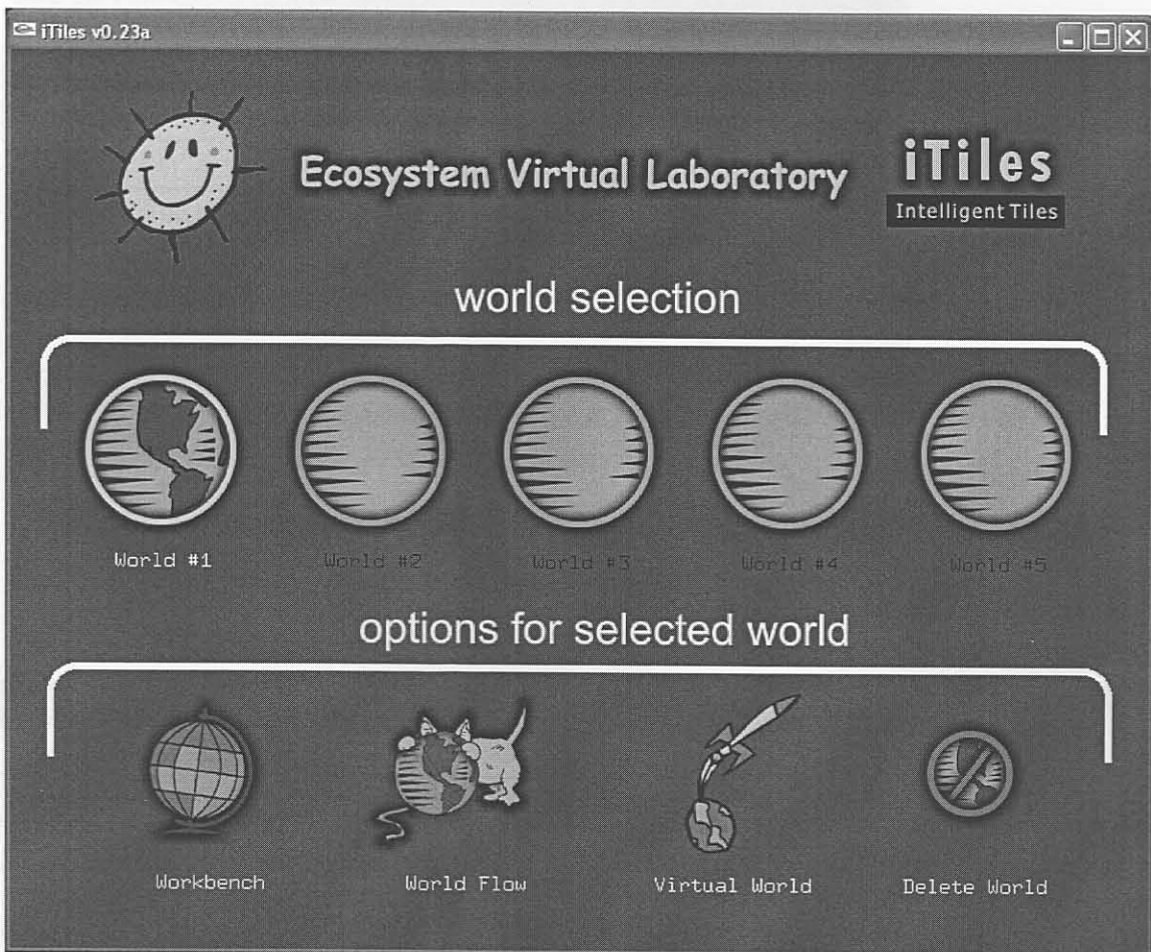 iTiles v0.23a
Ecosystem Virtual Laboratory
iTiles
Intelligent Tiles
world selection
World #1 World #2 World #3 World #4 World #5
options for selected world
Workbench World Flow Virtual World Delete World